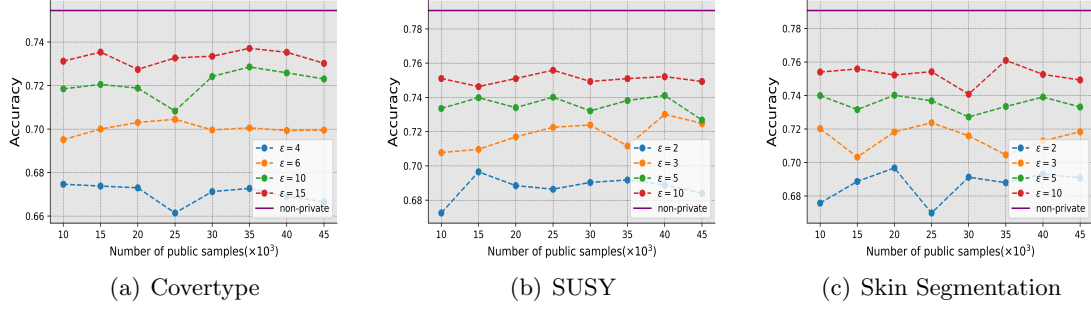 Accuracy
0.74
0.72
0.70
0.68
0.66
10 15 20 25 30 35 40 45
Number of public samples(×10³)
ε = 4
ε = 6
ε = 10
ε = 15
non-private
(a) Covertype
Accuracy
0.78
0.76
0.74
0.72
0.70
0.68
10 15 20 25 30 35 40 45
Number of public samples(×10³)
ε = 2
ε = 3
ε = 5
ε = 10
non-private
(b) SUSY
Accuracy
0.78
0.76
0.74
0.72
0.70
0.68
10 15 20 25 30 35 40 45
Number of public samples(×10³)
ε = 2
ε = 3
ε = 5
ε = 10
non-private
(c) Skin Segmentation